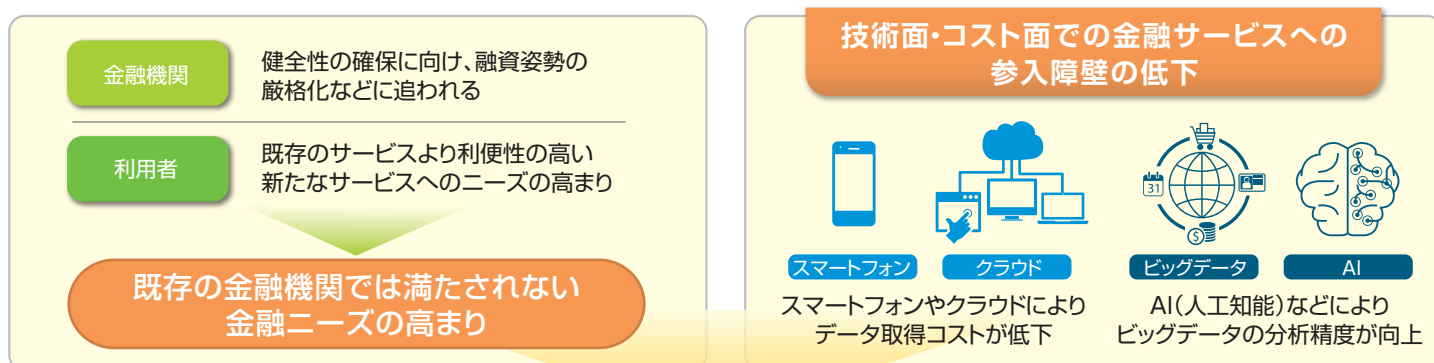 金融機関
健全性の確保に向け、融資姿勢の
厳格化などに追われる
利用者
既存のサービスより利便性の高い
新たなサービスへのニーズの高まり
既存の金融機関では満たされない
金融ニーズの高まり
技術面・コスト面での金融サービスへの
参入障壁の低下
31
$
スマートフォン
クラウド
スマートフォンやクラウドにより
データ取得コストが低下
ビッグデータ
AI
AI(人工知能)などにより
ビッグデータの分析精度が向上